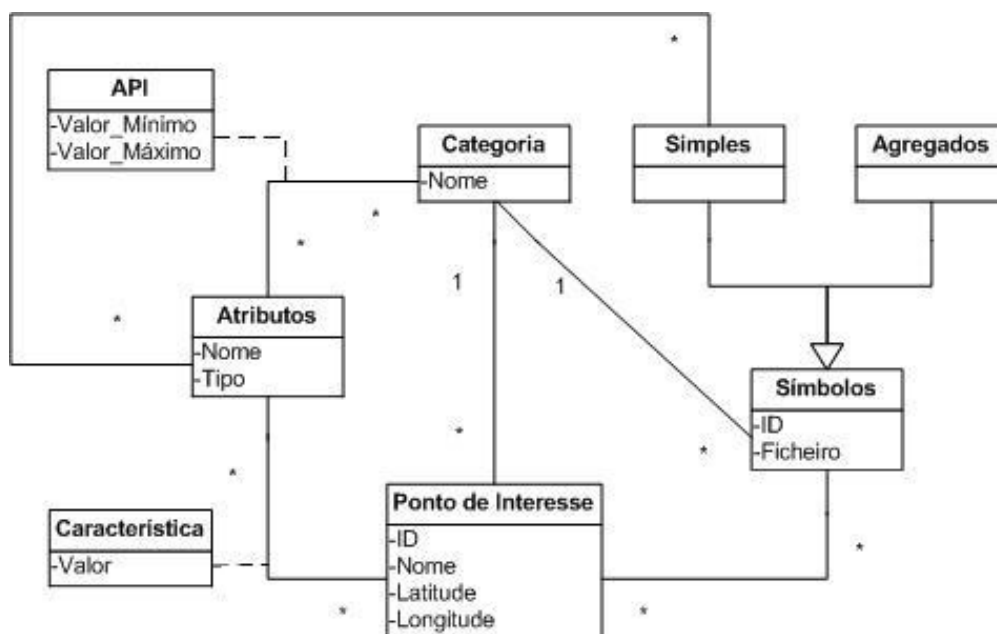 *
API
-Valor_Mínimo
-Valor_Máximo
Categoria
-Nome
Simples
Agregados
*
*
1
1
*
Atributos
-Nome
-Tipo
Símbolos
-ID
-Ficheiro
*
*
*
Ponto de Interesse
-ID
-Nome
-Latitude
-Longitude
Característica
-Valor
*
*
*